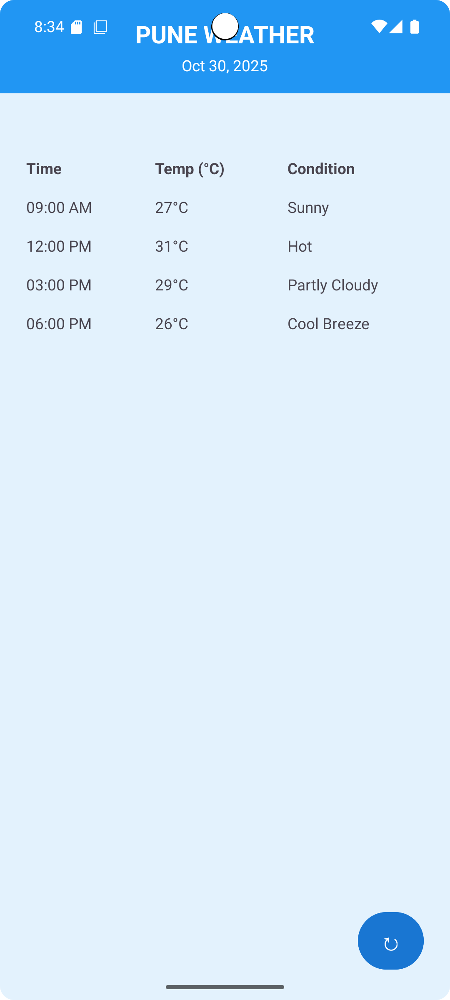 8:34
PUNE WEATHER
Oct 30, 2025
Time Temp (°C) Condition
09:00 AM 27°C Sunny
12:00 PM 31°C Hot
03:00 PM 29°C Partly Cloudy
06:00 PM 26°C Cool Breeze